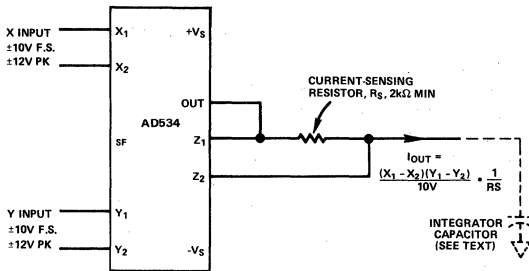 X INPUT
±10V F.S.
±12V PK
X1
X2
+VS
OUT
AD534
SF
Z1
Z2
Y INPUT
±10V F.S.
±12V PK
Y1
Y2
-VS
CURRENT-SENSING
RESISTOR, RS, 2kΩ MIN
IOUT =
(X1 -X2)(Y1 -Y2)
10V
• 1
RS
INTEGRATOR
CAPACITOR
(SEE TEXT)